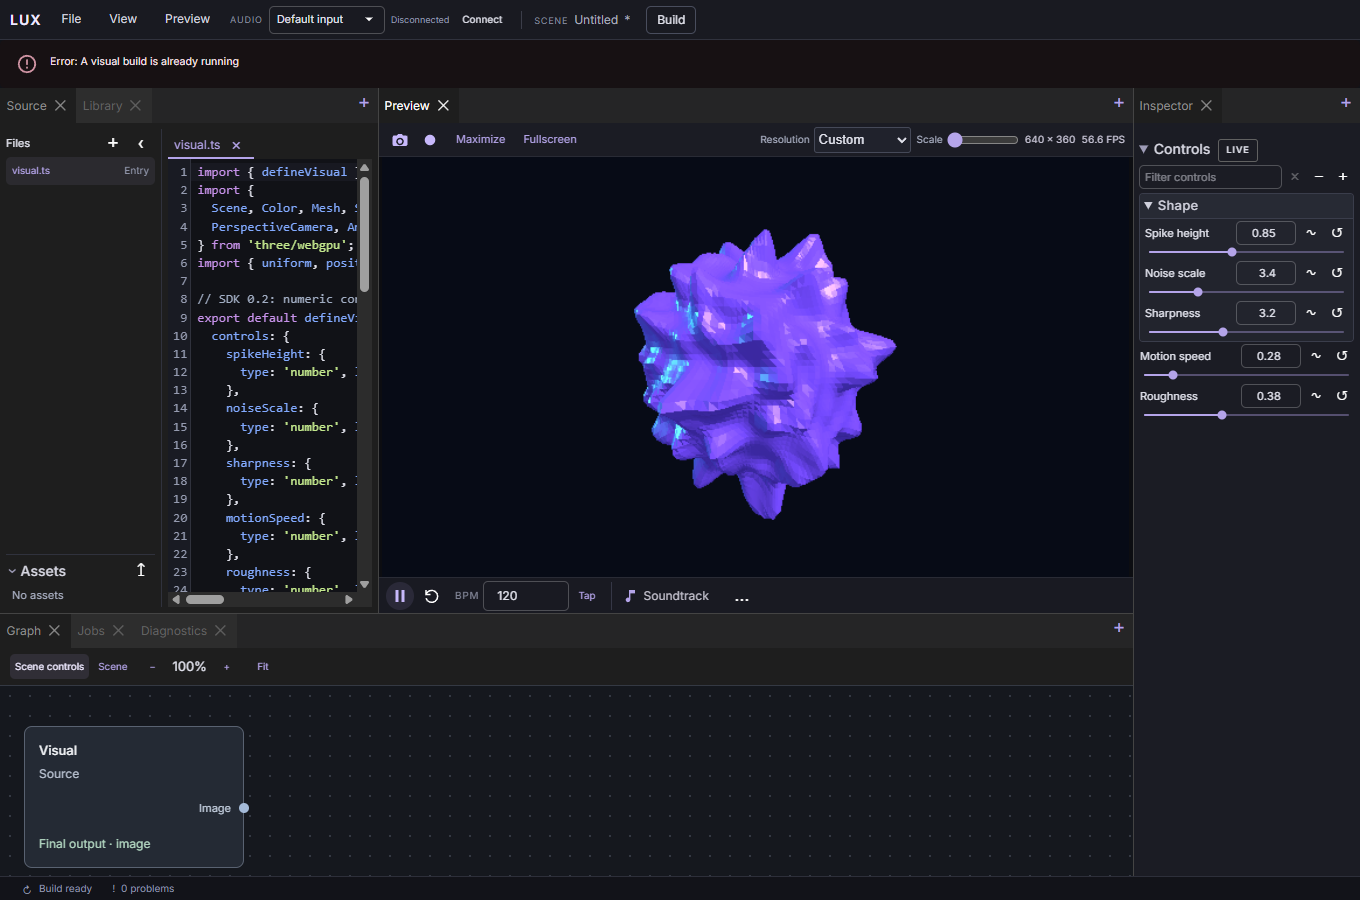 LUX File View Preview AUDIO Default input Disconnected Connect SCENE Untitled * Build
Error: A visual build is already running
Source Library
Files
visual.ts Entry
Assets
No assets
visual.ts
1 import { defineVisual }
2 import {
3 Scene, Color, Mesh,
4 PerspectiveCamera,
5 } from 'three/webgpu';
6 import { uniform,
7
8 // SDK 0.2: numeric
9 export default
10 controls: {
11 spikeHeight: {
12 type: 'number',
13 },
14 noiseScale: {
15 type: 'number',
16 },
17 sharpness: {
18 type: 'number',
19 },
20 motionSpeed: {
21 type: 'number',
22 },
23 roughness: {
24 type: 'number',
Preview
Maximize Fullscreen Resolution Custom Scale 640 × 360 56.6 FPS
BPM 120 Tap Soundtrack ...
Inspector
Controls LIVE
Filter controls
Shape
Spike height 0.85
Noise scale 3.4
Sharpness 3.2
Motion speed 0.28
Roughness 0.38
Graph Jobs Diagnostics
Scene controls Scene − 100% + Fit
Visual
Source
Image
Final output · image
Build ready ! 0 problems